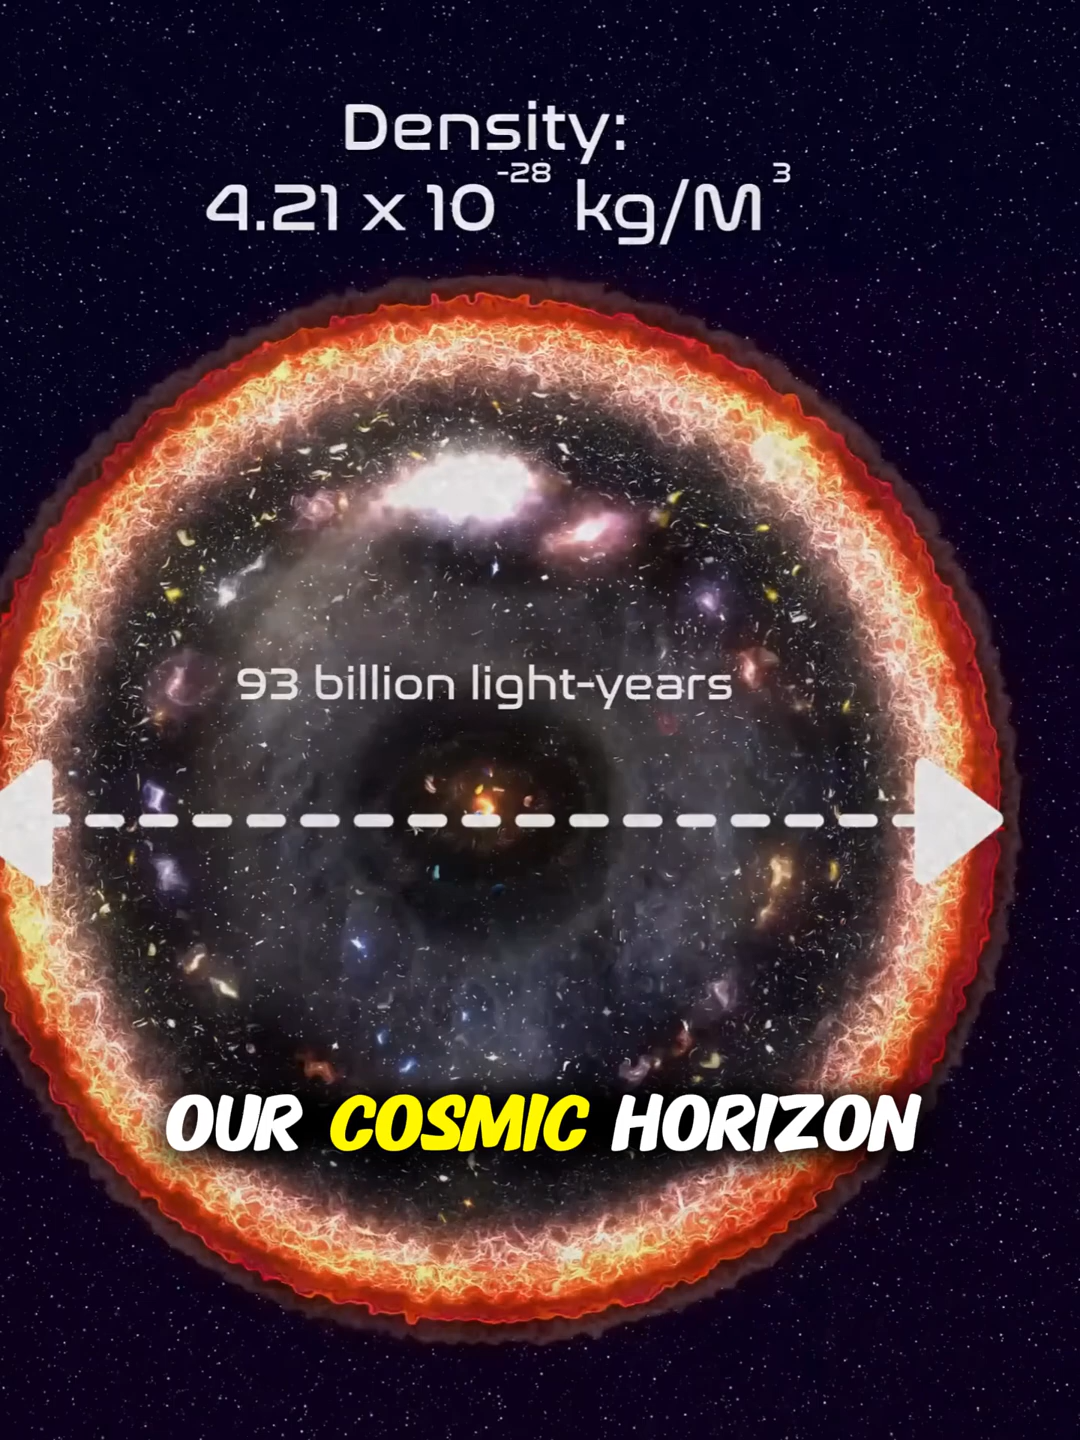 Density:
4.21 x 10⁻²⁸ kg/M³
93 billion light-years
OUR COSMIC HORIZON